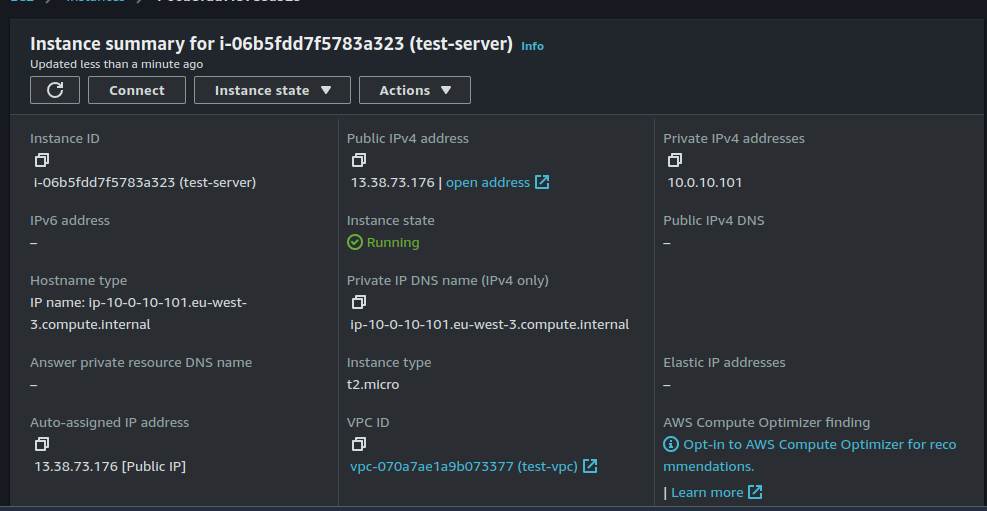 Instance summary for i-06b5fdd7f5783a323 (test-server) Info
Updated less than a minute ago
Connect
Instance state
Actions
Instance ID
i-06b5fdd7f5783a323 (test-server)
Public IPv4 address
13.38.73.176 | open address
Private IPv4 addresses
10.0.10.101
IPv6 address
–
Instance state
Running
Public IPv4 DNS
–
Hostname type
IP name: ip-10-0-10-101.eu-west-
3.compute.internal
Private IP DNS name (IPv4 only)
ip-10-0-10-101.eu-west-3.compute.internal
Answer private resource DNS name
–
Instance type
t2.micro
Elastic IP addresses
–
Auto-assigned IP address
13.38.73.176 [Public IP]
VPC ID
vpc-070a7ae1a9b073377 (test-vpc)
AWS Compute Optimizer finding
Opt-in to AWS Compute Optimizer for reco
mmendations.
| Learn more